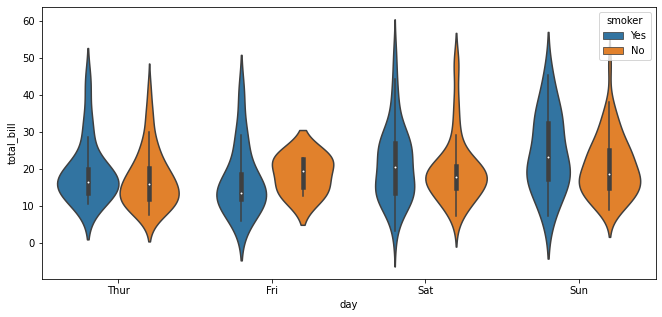 smoker
Yes
No
60
50
40
30
20
10
0
total_bill
Thur
Fri
Sat
Sun
day